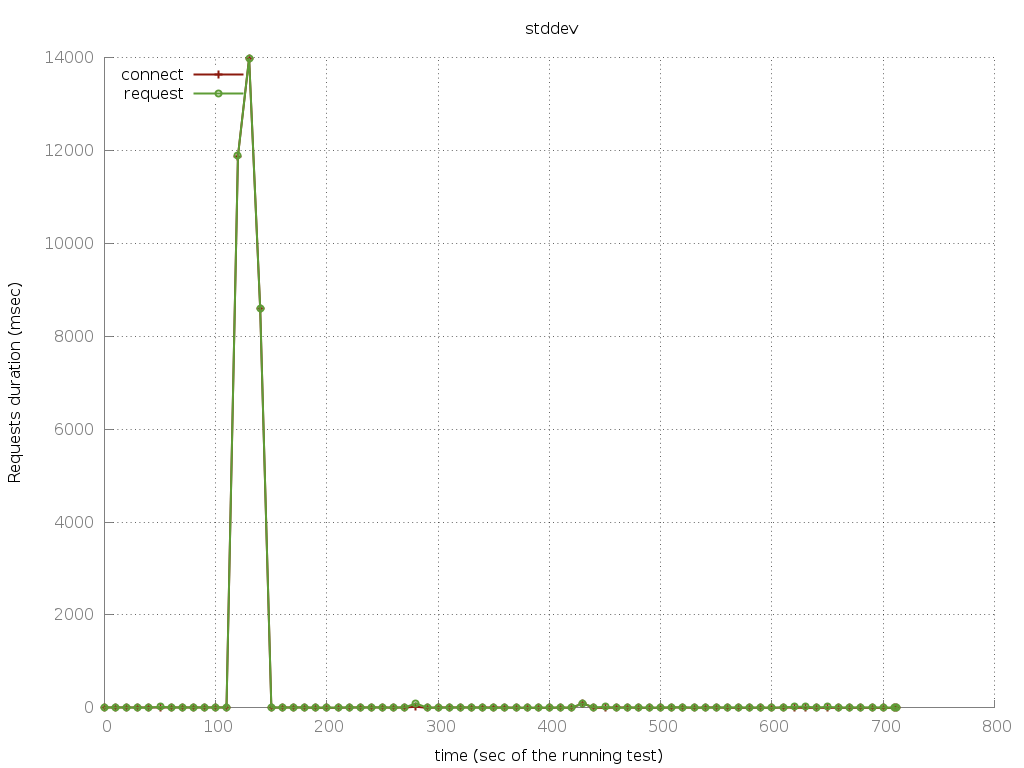 stddev
14000
12000
10000
8000
6000
4000
2000
0
connect
request
Requests duration (msec)
0 100 200 300 400 500 600 700 800
time (sec of the running test)